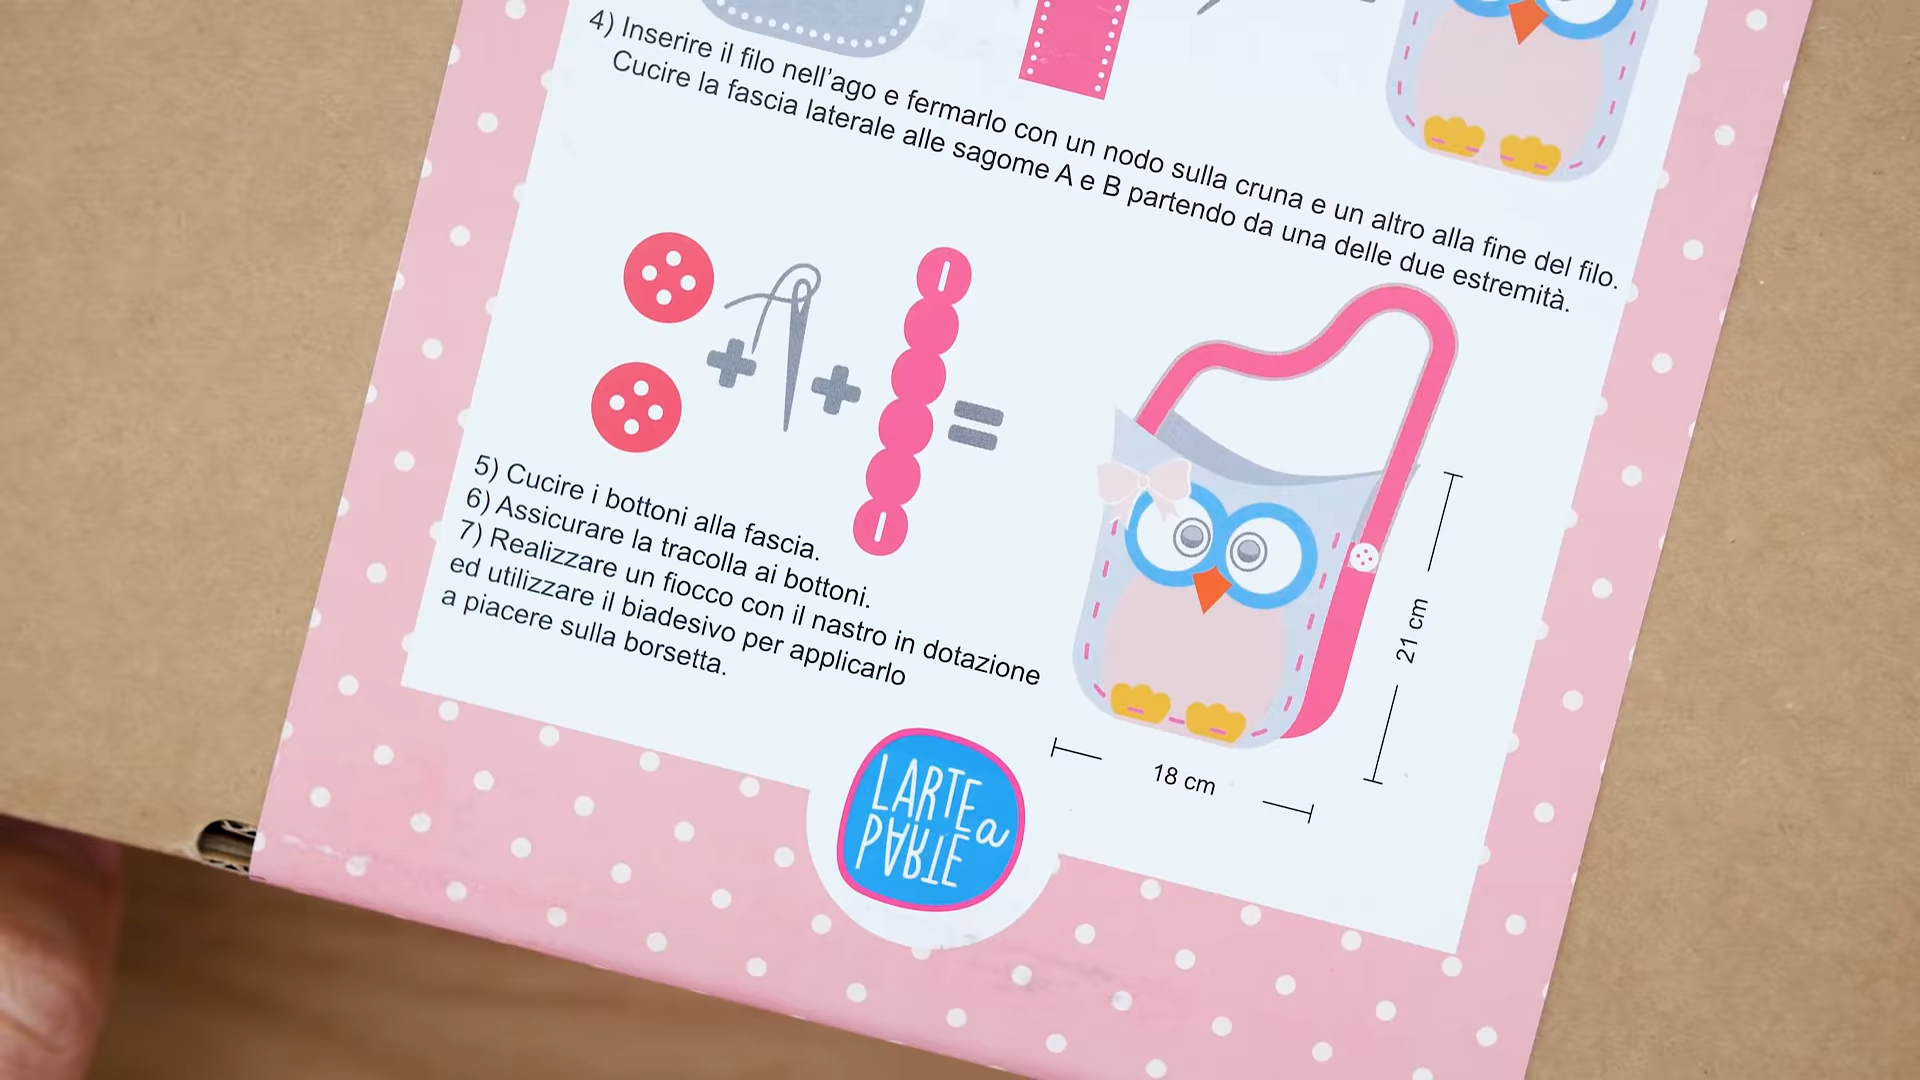 4) Inserire il filo nell'ago e fermarlo con un nodo sulla cruna e un altro alla fine del filo.
Cucire la fascia laterale alle sagome A e B partendo da una delle due estremità.
5) Cucire i bottoni alla fascia.
6) Assicurare la tracolla ai bottoni.
7) Realizzare un fiocco con il nastro in dotazione
ed utilizzare il biadesivo per applicarlo
a piacere sulla borsetta.
21 cm
18 cm
LARTE a
PARTE